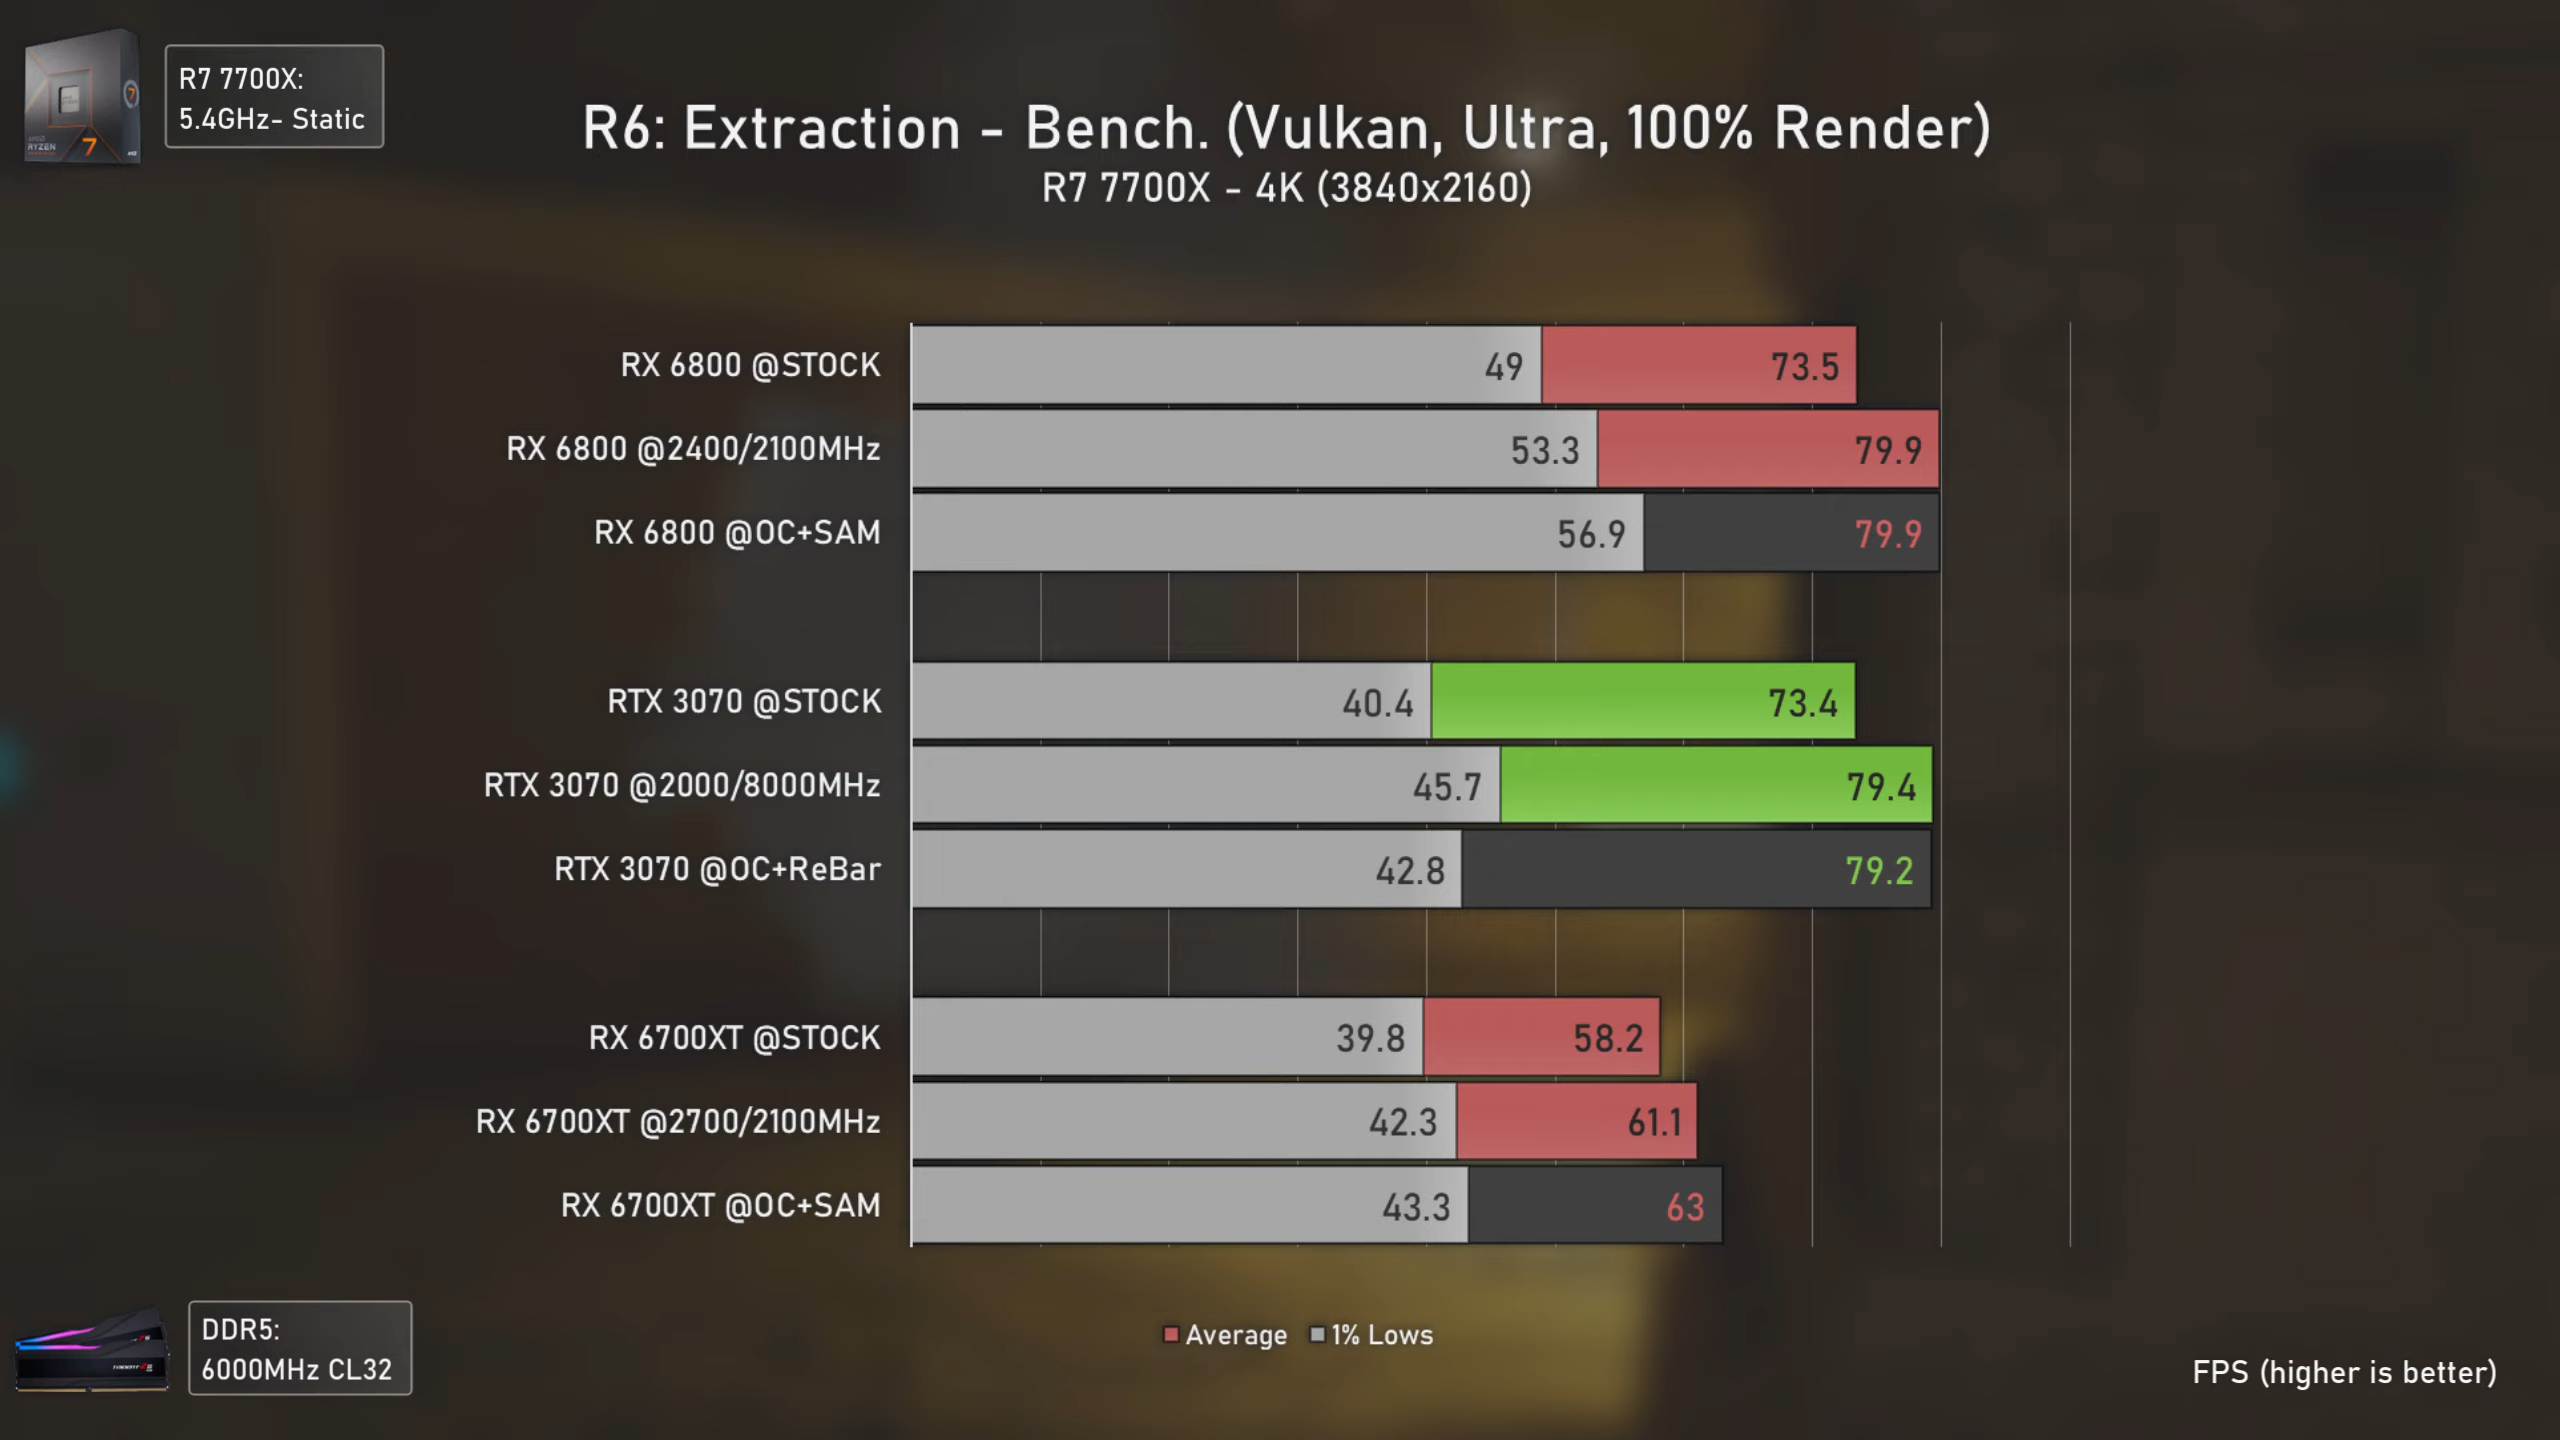 R7 7700X:
5.4GHz- Static
RYZEN
7
7
R6: Extraction - Bench. (Vulkan, Ultra, 100% Render)
R7 7700X - 4K (3840x2160)
RX 6800 @STOCK 49 73.5
RX 6800 @2400/2100MHz 53.3 79.9
RX 6800 @OC+SAM 56.9 79.9
RTX 3070 @STOCK 40.4 73.4
RTX 3070 @2000/8000MHz 45.7 79.4
RTX 3070 @OC+ReBar 42.8 79.2
RX 6700XT @STOCK 39.8 58.2
RX 6700XT @2700/2100MHz 42.3 61.1
RX 6700XT @OC+SAM 43.3 63
DDR5:
6000MHz CL32
Average 1% Lows
FPS (higher is better)